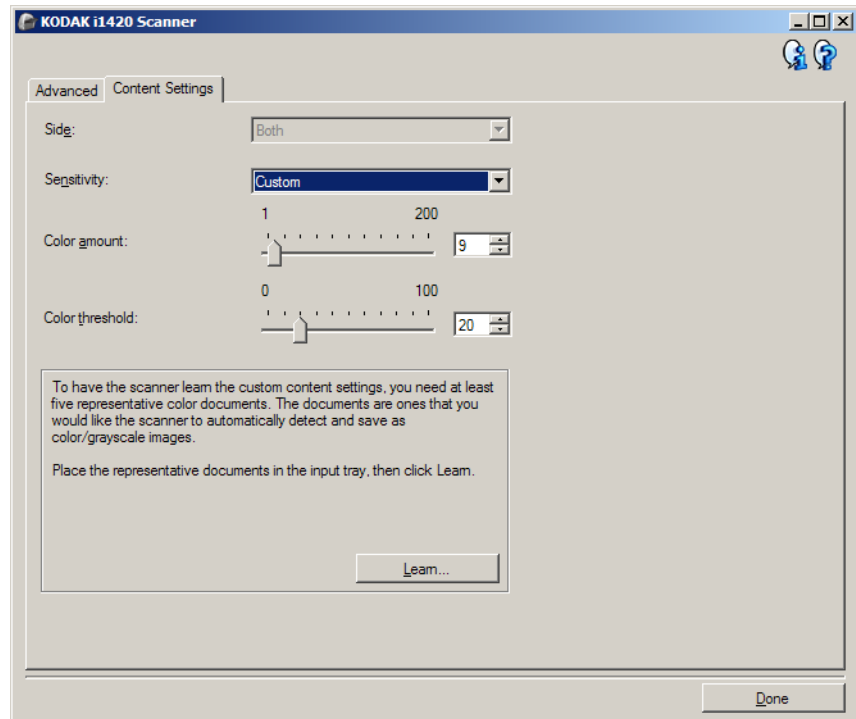 KODAK i1420 Scanner
Advanced Content Settings
Side: Both
Sensitivity: Custom
1 200
Color amount: 9
0 100
Color threshold: 20
To have the scanner learn the custom content settings, you need at least
five representative color documents. The documents are ones that you
would like the scanner to automatically detect and save as
color/grayscale images.
Place the representative documents in the input tray, then click Learn.
Learn...
Done